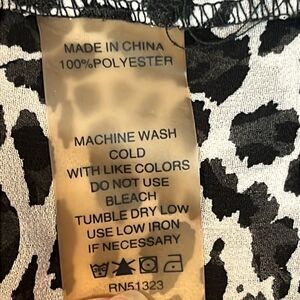 MADE IN CHINA
100%POLYESTER
MACHINE WASH
COLD
WITH LIKE COLORS
DO NOT USE
BLEACH
TUMBLE DRY LOW
USE LOW IRON
IF NECESSARY
RN51323